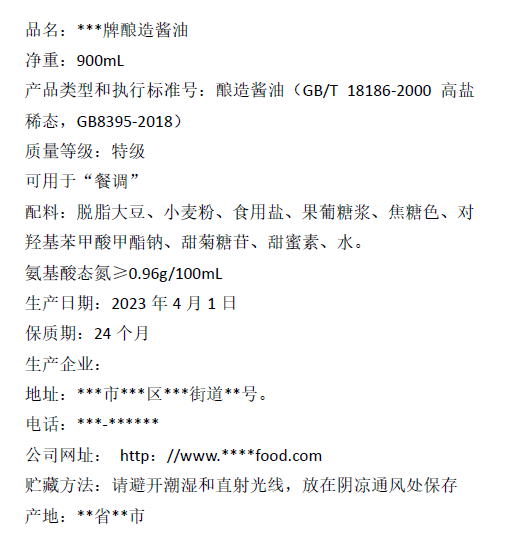 品名：***牌酿造酱油
净重：900mL
产品类型和执行标准号：酿造酱油（GB/T 18186-2000 高盐
稀态，GB8395-2018）
质量等级：特级
可用于“餐调”
配料：脱脂大豆、小麦粉、食用盐、果葡糖浆、焦糖色、对
羟基苯甲酸甲酯钠、甜菊糖苷、甜蜜素、水。
氨基酸态氮≥0.96g/100mL
生产日期：2023 年 4 月 1 日
保质期：24 个月
生产企业：
地址：***市***区***街道**号。
电话：***-******
公司网址： http：//www.****food.com
贮藏方法：请避开潮湿和直射光线，放在阴凉通风处保存
产地：**省**市